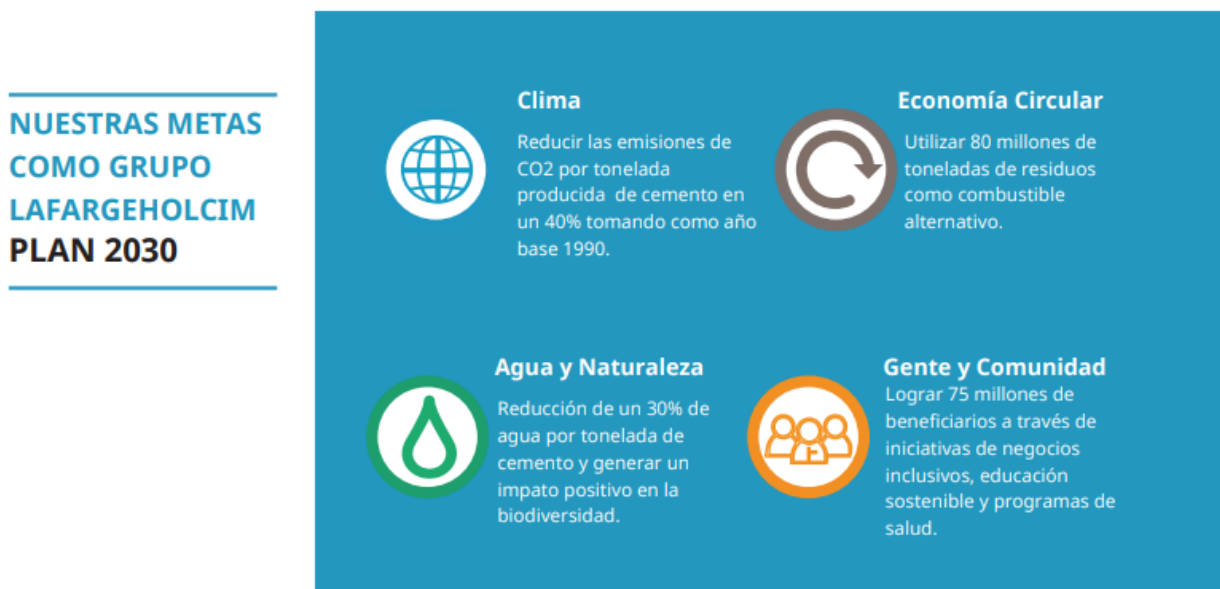 NUESTRAS METAS
COMO GRUPO
LAFARGEHOLCIM
PLAN 2030
Clima
Reducir las emisiones de
CO2 por tonelada
producida de cemento en
un 40% tomando como año
base 1990.
Economía Circular
Utilizar 80 millones de
toneladas de residuos
como combustible
alternativo.
Agua y Naturaleza
Reducción de un 30% de
agua por tonelada de
cemento y generar un
impato positivo en la
biodiversidad.
Gente y Comunidad
Lograr 75 millones de
beneficiarios a través de
iniciativas de negocios
inclusivos, educación
sostenible y programas de
salud.